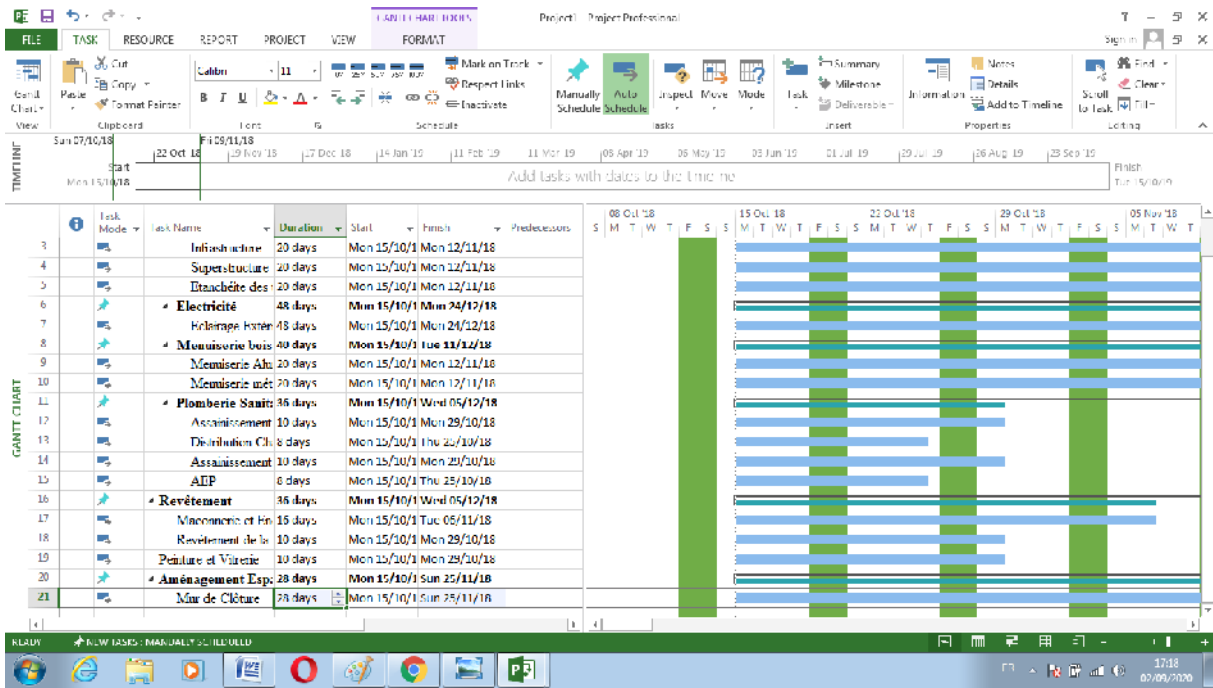 GANTT CHART TOOLS
Project1 - Project Professional
FILE TASK RESOURCE REPORT PROJECT VIEW FORMAT
Sign in
Gantt Chart
View
Paste
Cut
Copy
Format Painter
Clipboard
Calibri 11
B I U
Font
Mark on Track
Respect Links
Inactivate
Schedule
Manually Schedule
Auto Schedule
Inspect Move Mode
Tasks
Task
Summary
Milestone
Deliverable
Insert
Information
Notes
Details
Add to Timeline
Properties
Scroll to Task
Find
Clear
Fill
Editing
TIMELINE
Sun 07/10/18
Fri 09/11/18
22 Oct '18 19 Nov '18 17 Dec '18 14 Jan '19 11 Feb '19 11 Mar '19 08 Apr '19 06 May '19 03 Jun '19 01 Jul '19 29 Jul '19 26 Aug '19 23 Sep '19
Start
Mon 15/10/18
Add tasks with dates to the timeline
Finish
Tue 15/10/19
GANTT CHART
Task Mode Task Name Duration Start Finish Predecessors
08 Oct '18 15 Oct '18 22 Oct '18 29 Oct '18 05 Nov '18
S M T W T F S S M T W T F S S M T W T F S S M T W T F S S M T W T
3 Infrastructure 20 days Mon 15/10/1 Mon 12/11/18
4 Superstructure 20 days Mon 15/10/1 Mon 12/11/18
5 Etanchéite des 20 days Mon 15/10/1 Mon 12/11/18
6 Electricité 48 days Mon 15/10/1 Mon 24/12/18
7 Eclairage Extér 48 days Mon 15/10/1 Mon 24/12/18
8 Menuiserie bois 40 days Mon 15/10/1 Tue 11/12/18
9 Menuiserie Alu 20 days Mon 15/10/1 Mon 12/11/18
10 Menuiserie mét 20 days Mon 15/10/1 Mon 12/11/18
11 Plomberie Sanit 36 days Mon 15/10/1 Wed 05/12/18
12 Assainissement 10 days Mon 15/10/1 Mon 29/10/18
13 Distribution Ch 8 days Mon 15/10/1 Thu 25/10/18
14 Assainissement 10 days Mon 15/10/1 Mon 29/10/18
15 AEP 8 days Mon 15/10/1 Thu 25/10/18
16 Revêtement 36 days Mon 15/10/1 Wed 05/12/18
17 Maçonnerie et En 16 days Mon 15/10/1 Tue 06/11/18
18 Revêtement de la 10 days Mon 15/10/1 Mon 29/10/18
19 Peinture et Vitrerie 10 days Mon 15/10/1 Mon 29/10/18
20 Aménagement Esp 28 days Mon 15/10/1 Sun 25/11/18
21 Mur de Clôture 28 days Mon 15/10/1 Sun 25/11/18
READY NEW TASKS : MANUALLY SCHEDULED
FR
17:18
02/09/2020